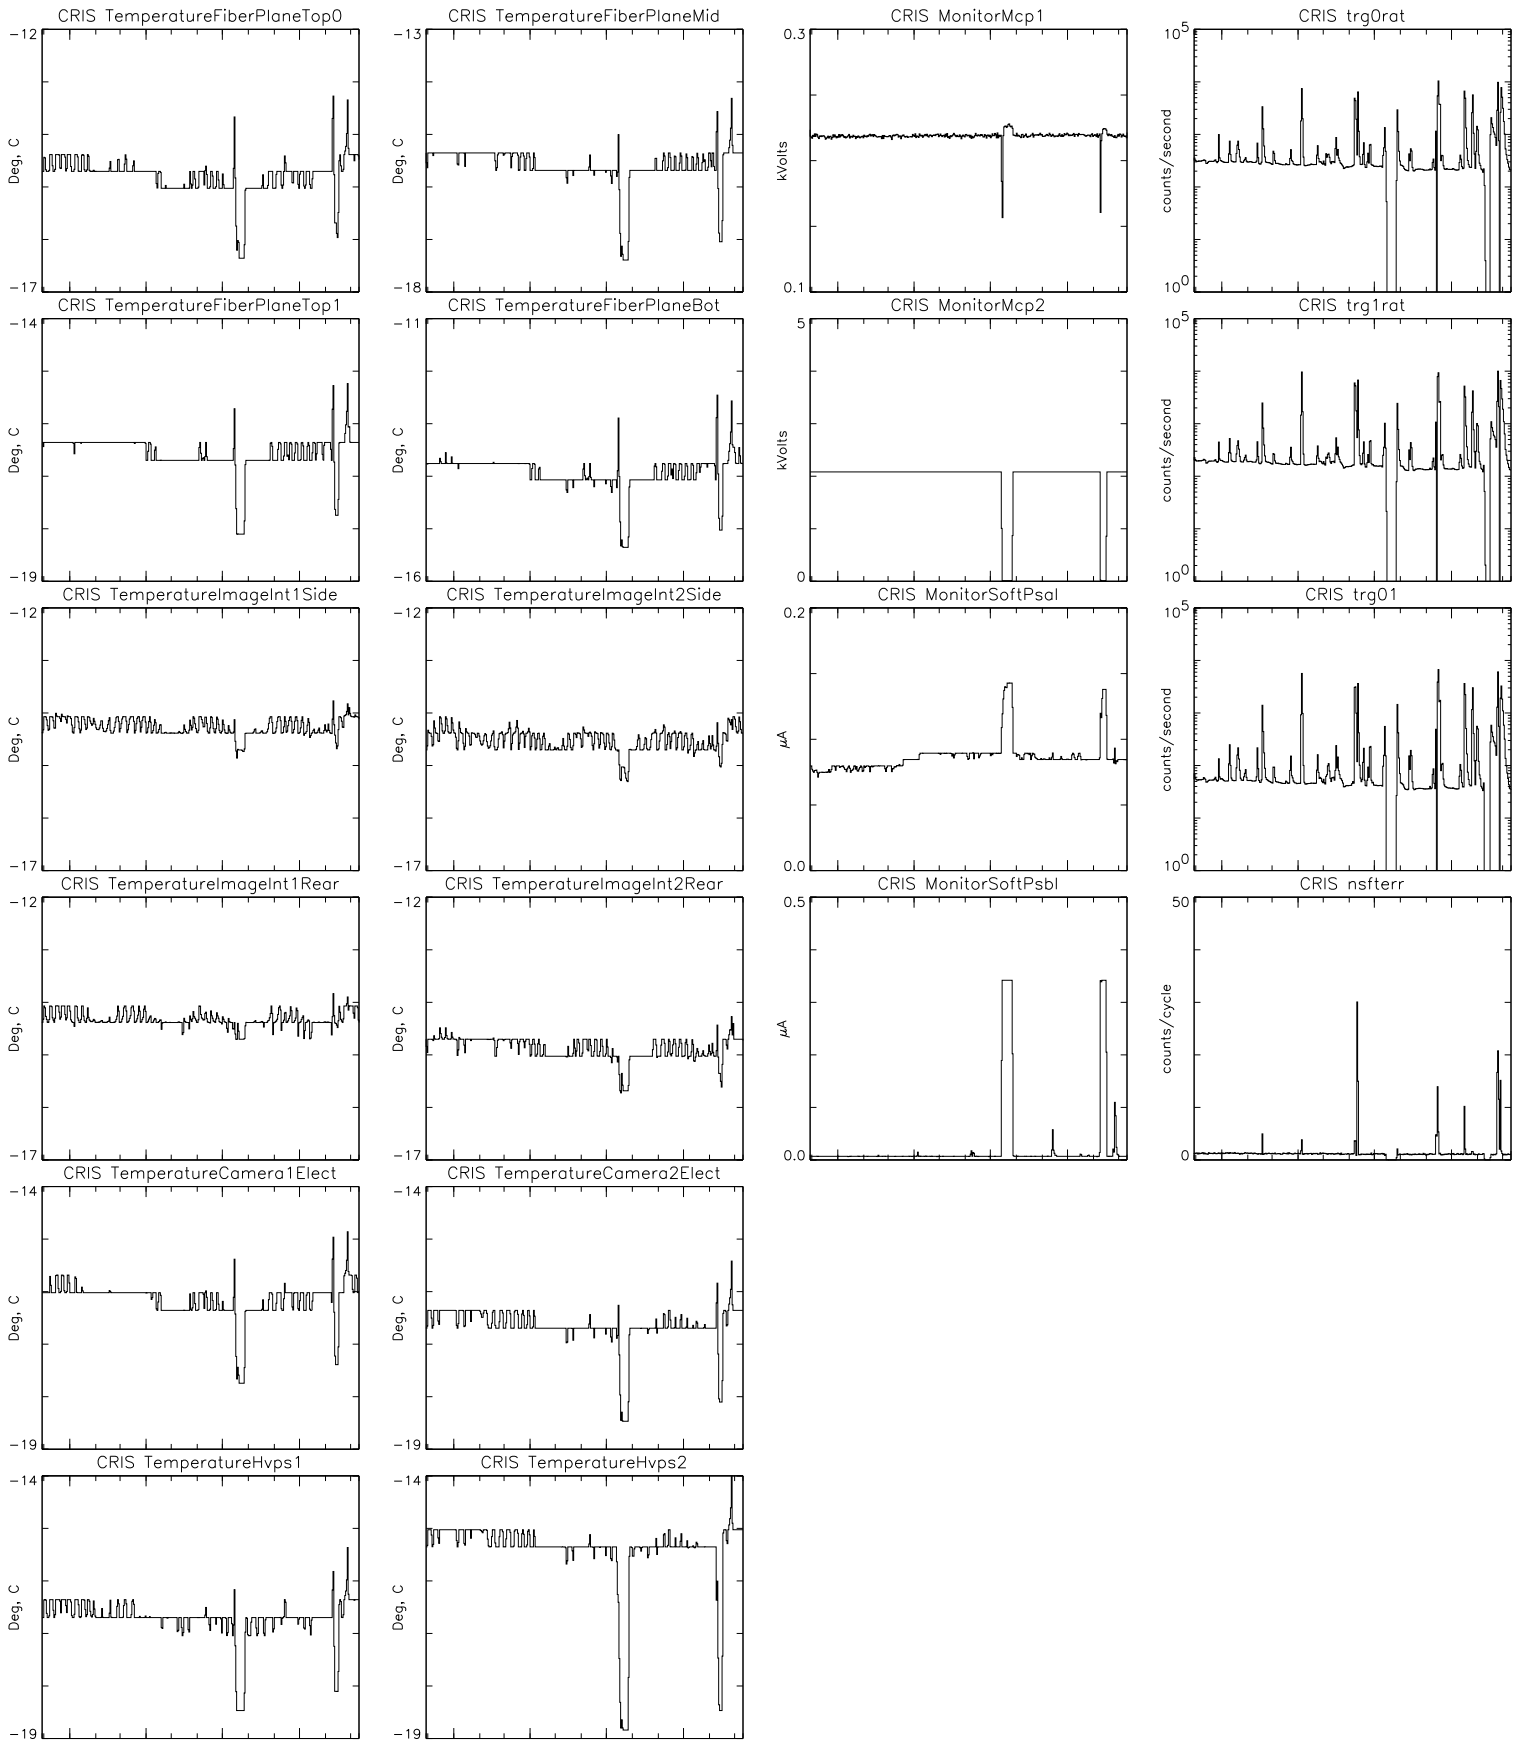 CRIS TemperatureFiberPlaneTop0
-12
Deg, C
-17
CRIS TemperatureFiberPlaneMid
-13
Deg, C
-18
CRIS MonitorMcp1
0.3
kVolts
0.1
CRIS trg0rat
10^5
counts/second
10^0
CRIS TemperatureFiberPlaneTop1
-14
Deg, C
-19
CRIS TemperatureFiberPlaneBot
-11
Deg, C
-16
CRIS MonitorMcp2
5
kVolts
0
CRIS trg1rat
10^5
counts/second
10^0
CRIS TemperatureImageInt1Side
-12
Deg, C
-17
CRIS TemperatureImageInt2Side
-12
Deg, C
-17
CRIS MonitorSoftPsaI
0.2
μA
0.0
CRIS trg01
10^5
counts/second
10^0
CRIS TemperatureImageInt1Rear
-12
Deg, C
-17
CRIS TemperatureImageInt2Rear
-12
Deg, C
-17
CRIS MonitorSoftPsbI
0.5
μA
0.0
CRIS nsfterr
50
counts/cycle
0
CRIS TemperatureCamera1Elect
-14
Deg, C
-19
CRIS TemperatureCamera2Elect
-14
Deg, C
-19
CRIS TemperatureHvps1
-14
Deg, C
-19
CRIS TemperatureHvps2
-14
Deg, C
-19